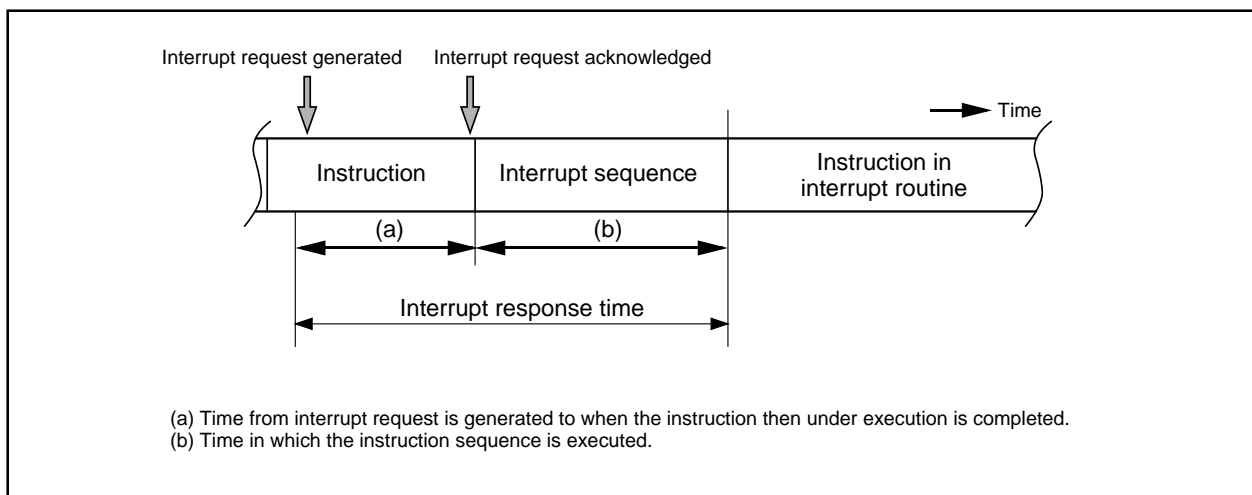 Interrupt request generated
Interrupt request acknowledged
Time
Instruction
Interrupt sequence
Instruction in
interrupt routine
(a)
(b)
Interrupt response time
(a) Time from interrupt request is generated to when the instruction then under execution is completed.
(b) Time in which the instruction sequence is executed.